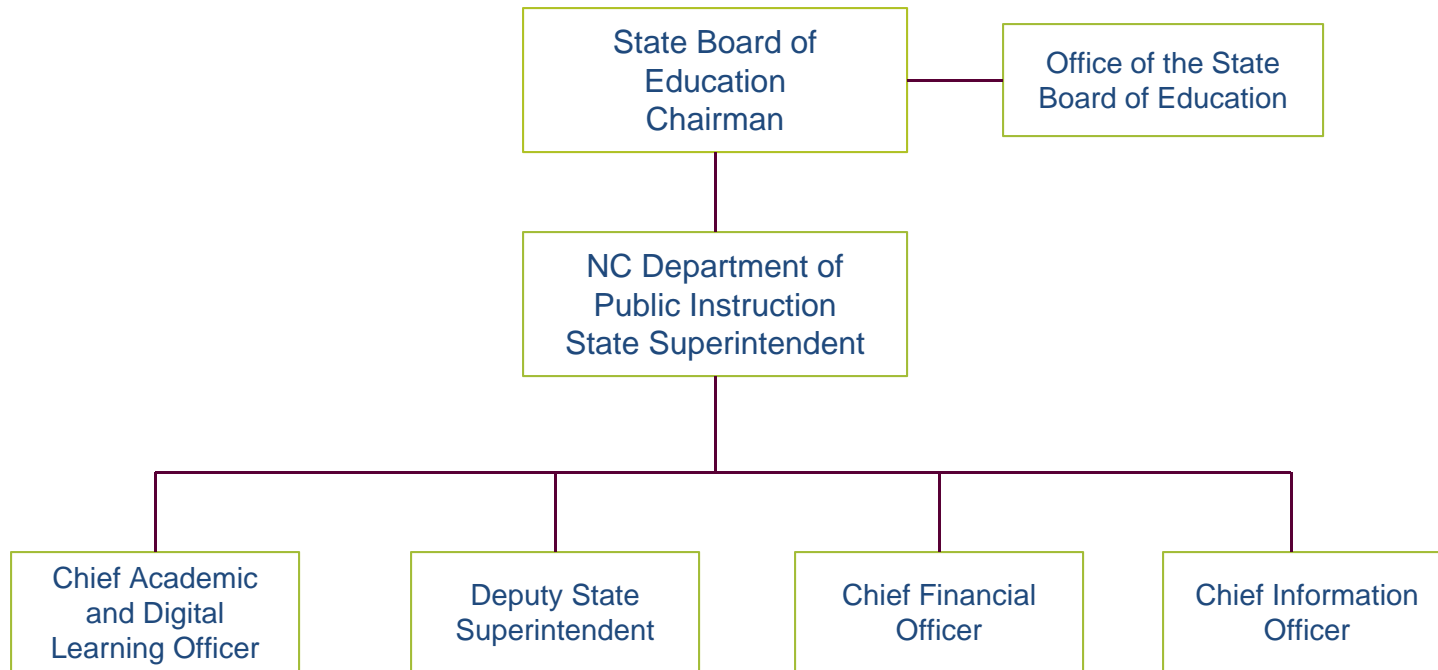 State Board of
Education
Chairman
Office of the State
Board of Education
NC Department of
Public Instruction
State Superintendent
Chief Academic
and Digital
Learning Officer
Deputy State
Superintendent
Chief Financial
Officer
Chief Information
Officer